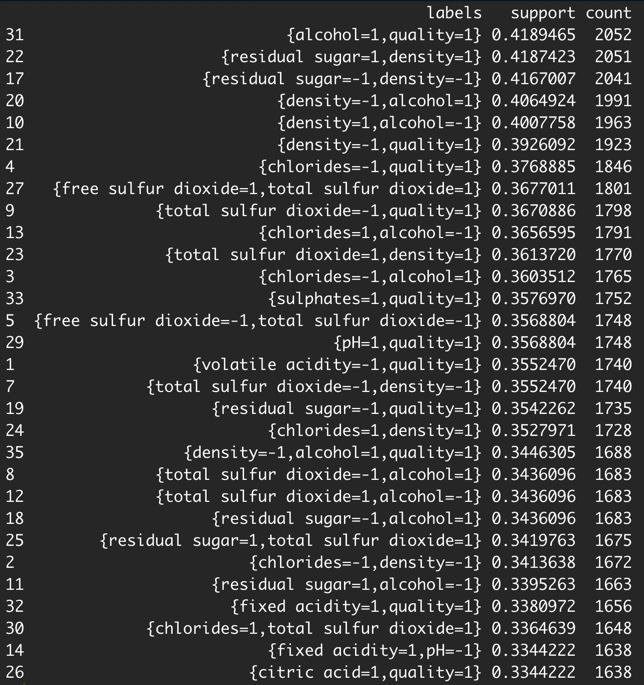 labels support count
31 {alcohol=1,quality=1} 0.4189465 2052
22 {residual sugar=1,density=1} 0.4187423 2051
17 {residual sugar=-1,density=-1} 0.4167007 2041
20 {density=-1,alcohol=1} 0.4064924 1991
10 {density=1,alcohol=-1} 0.4007758 1963
21 {density=-1,quality=1} 0.3926092 1923
4 {chlorides=-1,quality=1} 0.3768885 1846
27 {free sulfur dioxide=1,total sulfur dioxide=1} 0.3677011 1801
9 {total sulfur dioxide=-1,quality=1} 0.3670886 1798
13 {chlorides=1,alcohol=-1} 0.3656595 1791
23 {total sulfur dioxide=1,density=1} 0.3613720 1770
3 {chlorides=-1,alcohol=1} 0.3603512 1765
33 {sulphates=1,quality=1} 0.3576970 1752
5 {free sulfur dioxide=-1,total sulfur dioxide=-1} 0.3568804 1748
29 {pH=1,quality=1} 0.3568804 1748
1 {volatile acidity=-1,quality=1} 0.3552470 1740
7 {total sulfur dioxide=-1,density=-1} 0.3552470 1740
19 {residual sugar=-1,quality=1} 0.3542262 1735
24 {chlorides=1,density=1} 0.3527971 1728
35 {density=-1,alcohol=1,quality=1} 0.3446305 1688
8 {total sulfur dioxide=-1,alcohol=1} 0.3436096 1683
12 {total sulfur dioxide=1,alcohol=-1} 0.3436096 1683
18 {residual sugar=-1,alcohol=1} 0.3436096 1683
25 {residual sugar=1,total sulfur dioxide=1} 0.3419763 1675
2 {chlorides=-1,density=-1} 0.3413638 1672
11 {residual sugar=1,alcohol=-1} 0.3395263 1663
32 {fixed acidity=1,quality=1} 0.3380972 1656
30 {chlorides=1,total sulfur dioxide=1} 0.3364639 1648
14 {fixed acidity=1,pH=-1} 0.3344222 1638
26 {citric acid=1,quality=1} 0.3344222 1638